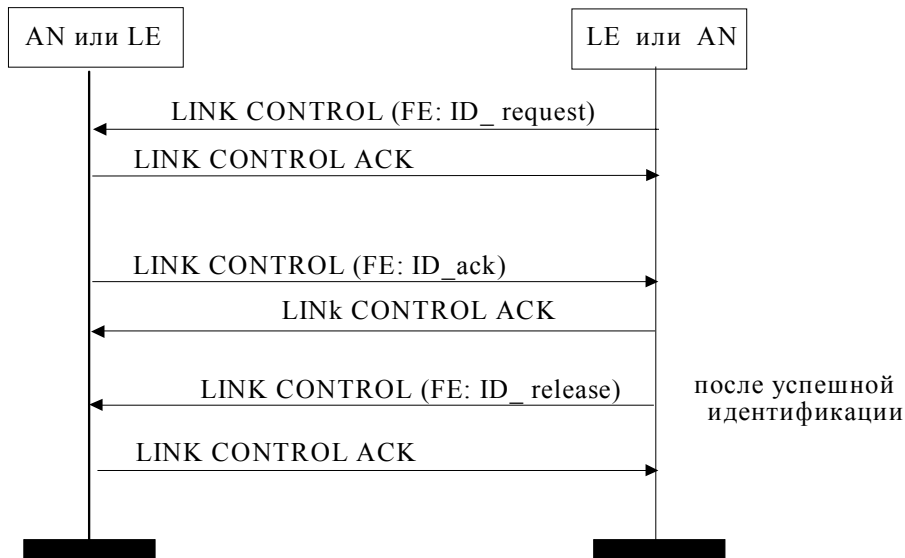 AN или LE
LE или AN
LINK CONTROL (FE: ID_ request)
LINK CONTROL ACK
LINK CONTROL (FE: ID_ack)
LINk CONTROL ACK
LINK CONTROL (FE: ID_ release)
после успешной
идентификации
LINK CONTROL ACK